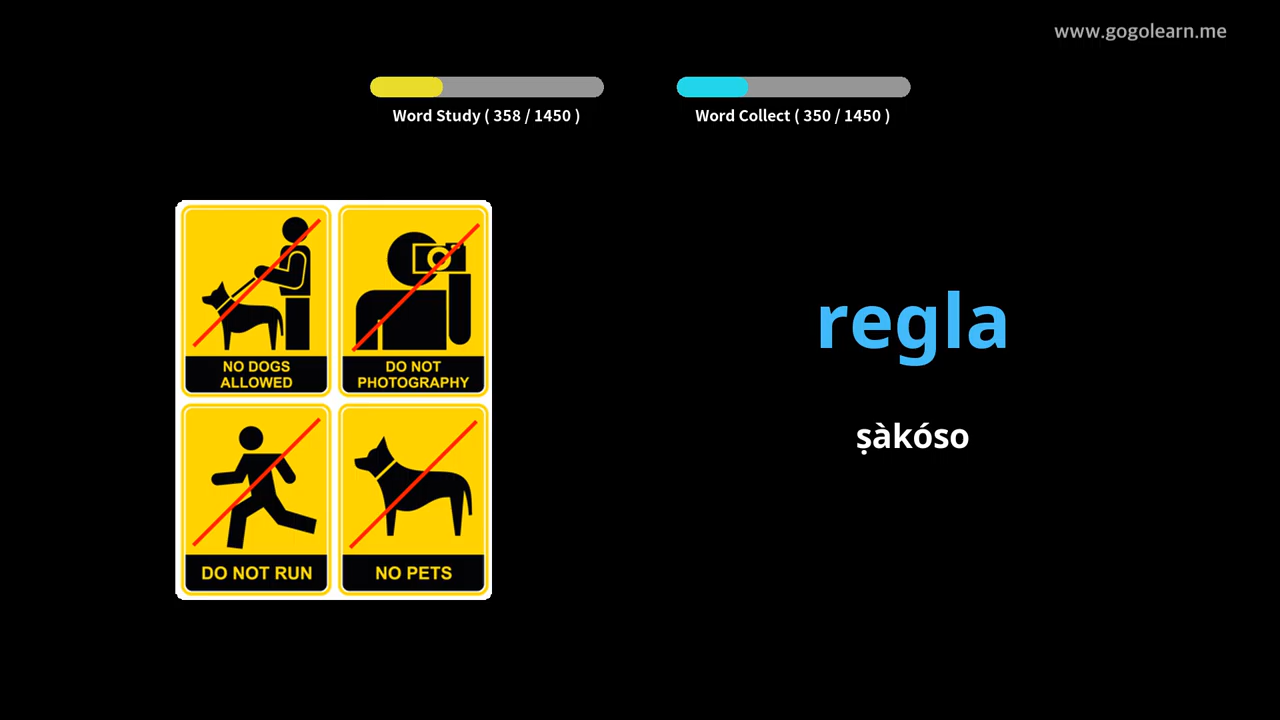 www.gogolearn.me
Word Study ( 358 / 1450 )
Word Collect ( 350 / 1450 )
NO DOGS
ALLOWED
DO NOT
PHOTOGRAPHY
DO NOT RUN
NO PETS
regla
ṣàkóso